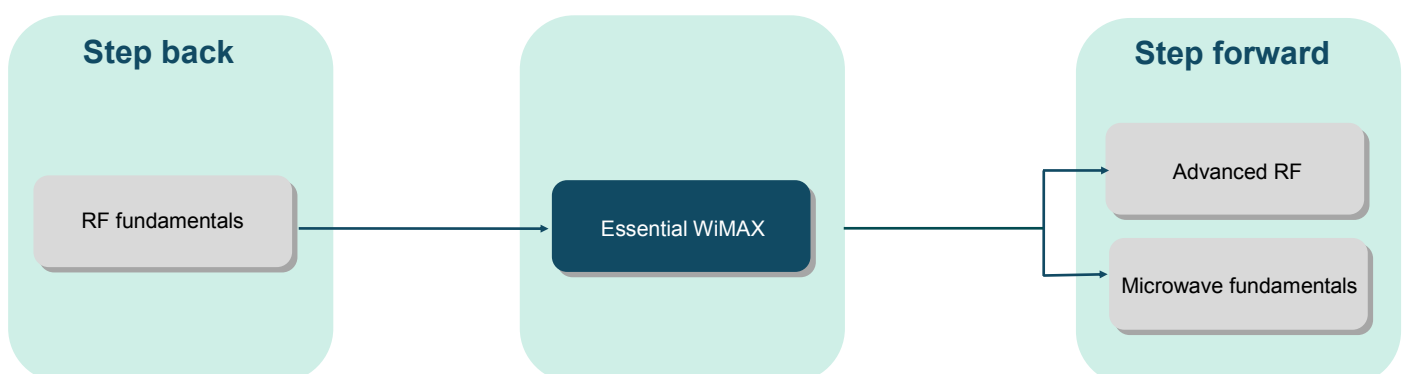 Step back
Step forward
RF fundamentals
Essential WiMAX
Advanced RF
Microwave fundamentals